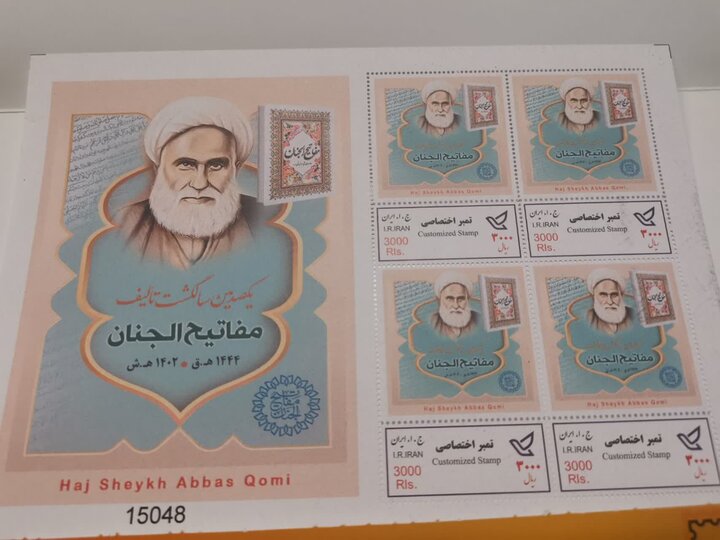 مفاتیح الجنان
یکصدمین سالگشت تالیف
مفاتیح الجنان
۱۴۴۴ هـ.ق • ۱۴۰۲ هـ.ش
Haj Sheykh Abbas Qomi
15048
مفاتیح الجنان
Haj Sheykh Abbas Qomi
ج.ا.ایران
I.R.IRAN
تمبر اختصاصی
Customized Stamp
3000
Rls.
۳۰۰۰
ریال
مفاتیح الجنان
Haj Sheykh Abbas Qomi
ج.ا.ایران
I.R.IRAN
تمبر اختصاصی
Customized Stamp
3000
Rls.
۳۰۰۰
ریال
مفاتیح الجنان
Haj Sheykh Abbas Qomi
ج.ا.ایران
I.R.IRAN
تمبر اختصاصی
Customized Stamp
3000
Rls.
۳۰۰۰
ریال
مفاتیح الجنان
Haj Sheykh Abbas Qomi
ج.ا.ایران
I.R.IRAN
تمبر اختصاصی
Customized Stamp
3000
Rls.
۳۰۰۰
ریال